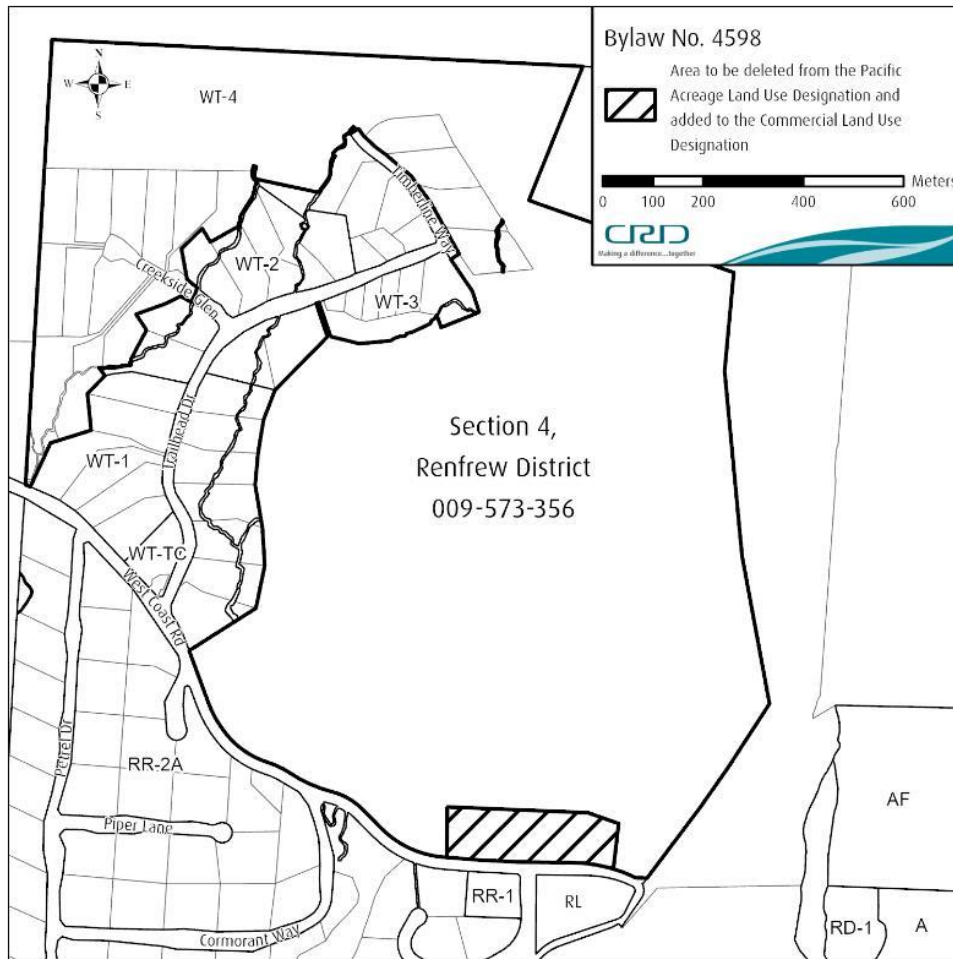 Bylaw No. 4598
Area to be deleted from the Pacific
Acreage Land Use Designation and
added to the Commercial Land Use
Designation
Meters
0 100 200 400 600
CRD
Making a difference...together
N
W E
S
WT-4
Timberline Way
WT-2
Creekside Glen
WT-3
Trailhead Dr
Section 4,
Renfrew District
009-573-356
WT-1
WT-TC
West Coast Rd
Petrel Dr
RR-2A
Piper Lane
AF
RR-1
RL
RD-1
A
Cormorant Way